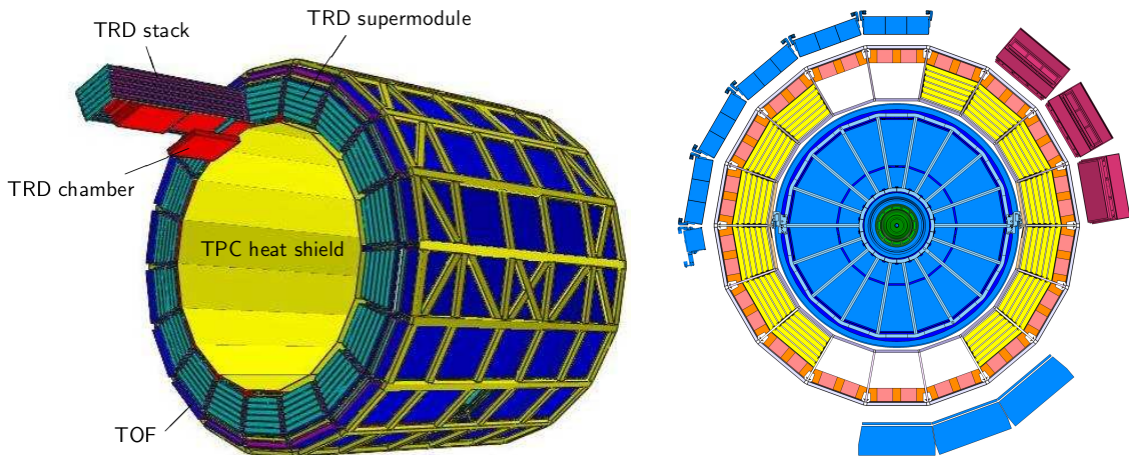 TRD supermodule
TRD stack
TRD chamber
TPC heat shield
TOF